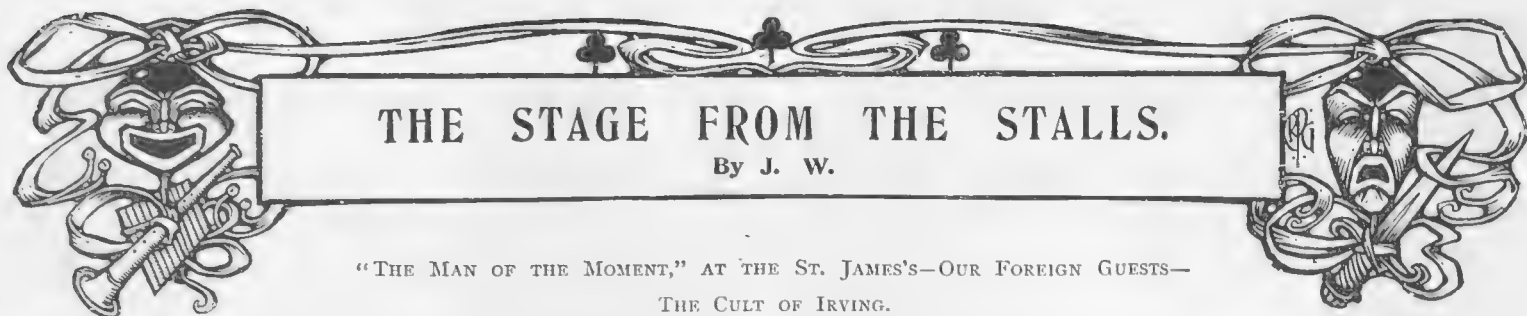 THE STAGE FROM THE STALLS.
By J. W.
"THE MAN OF THE MOMENT," AT THE ST. JAMES'S—OUR FOREIGN GUESTS—
THE CULT OF IRVING.